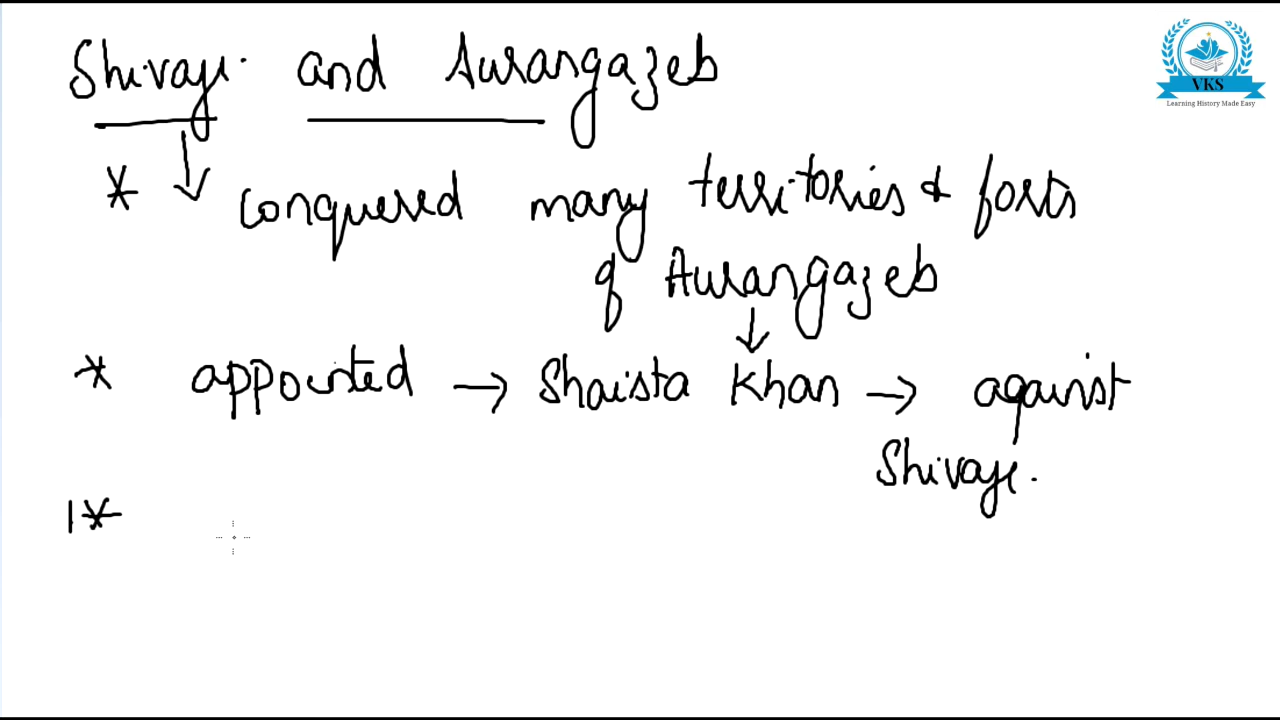 Shivaji and Aurangazeb
VKS
Learning History Made Easy
* ↓ conquered many territories & forts
of Aurangazeb
↓
* appointed → Shaista Khan → against
Shivaji.
*